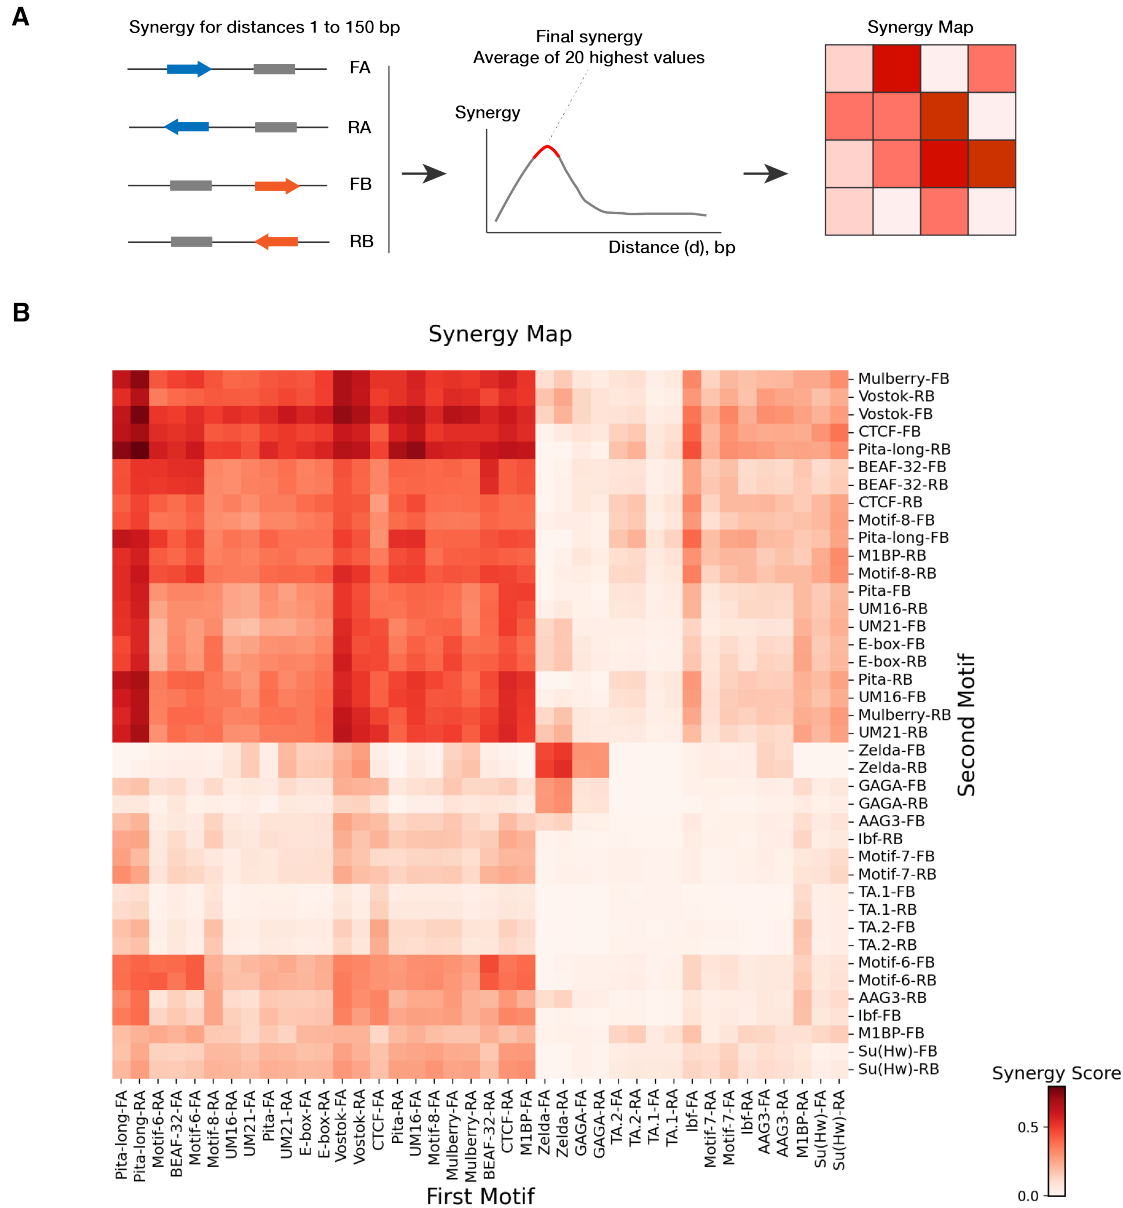 A
Synergy for distances 1 to 150 bp
FA
RA
FB
RB
Final synergy
Average of 20 highest values
Synergy
Distance (d), bp
Synergy Map
B
Synergy Map
Mulberry-FB
Vostok-RB
Vostok-FB
CTCF-FB
Pita-long-RB
BEAF-32-FB
BEAF-32-RB
CTCF-RB
Motif-8-FB
Pita-long-FB
M1BP-RB
Motif-8-RB
Pita-FB
UM16-RB
UM21-FB
E-box-FB
E-box-RB
Pita-RB
UM16-FB
Mulberry-RB
UM21-RB
Zelda-FB
Zelda-RB
GAGA-FB
GAGA-RB
AAG3-FB
Ibf-RB
Motif-7-FB
Motif-7-RB
TA.1-FB
TA.1-RB
TA.2-FB
TA.2-RB
Motif-6-FB
Motif-6-RB
AAG3-RB
Ibf-FB
M1BP-FB
Su(Hw)-FB
Su(Hw)-RB
Second Motif
Pita-long-FA
Pita-long-RA
Motif-6-RA
BEAF-32-FA
Motif-6-FA
Motif-8-RA
UM16-RA
UM21-FA
Pita-FA
UM21-RA
E-box-FA
E-box-RA
Vostok-FA
Vostok-RA
CTCF-FA
Pita-RA
UM16-FA
Motif-8-FA
Mulberry-FA
Mulberry-RA
BEAF-32-RA
CTCF-RA
M1BP-FA
Zelda-FA
Zelda-RA
GAGA-FA
GAGA-RA
TA.2-FA
TA.2-RA
TA.1-FA
TA.1-RA
Ibf-FA
Motif-7-RA
Motif-7-FA
Ibf-RA
AAG3-FA
AAG3-RA
M1BP-RA
Su(Hw)-FA
Su(Hw)-RA
First Motif
Synergy Score
0.5
0.0